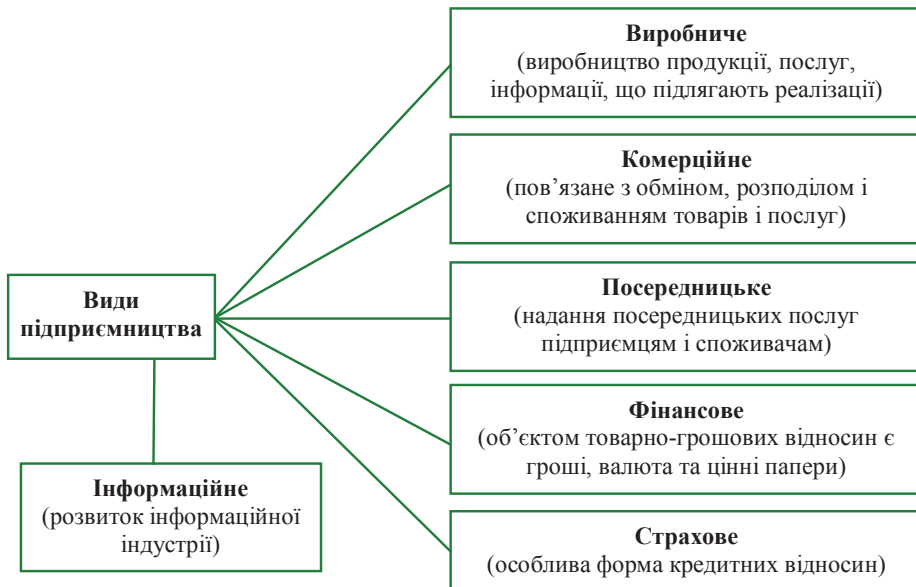 Виробниче
(виробництво продукції, послуг,
інформації, що підлягають реалізації)
Комерційне
(пов’язане з обміном, розподілом і
споживанням товарів і послуг)
Види
підприємництва
Посередницьке
(надання посередницьких послуг
підприємцям і споживачам)
Фінансове
(об’єктом товарно-грошових відносин є
гроші, валюта та цінні папери)
Інформаційне
(розвиток інформаційної
індустрії)
Страхове
(особлива форма кредитних відносин)